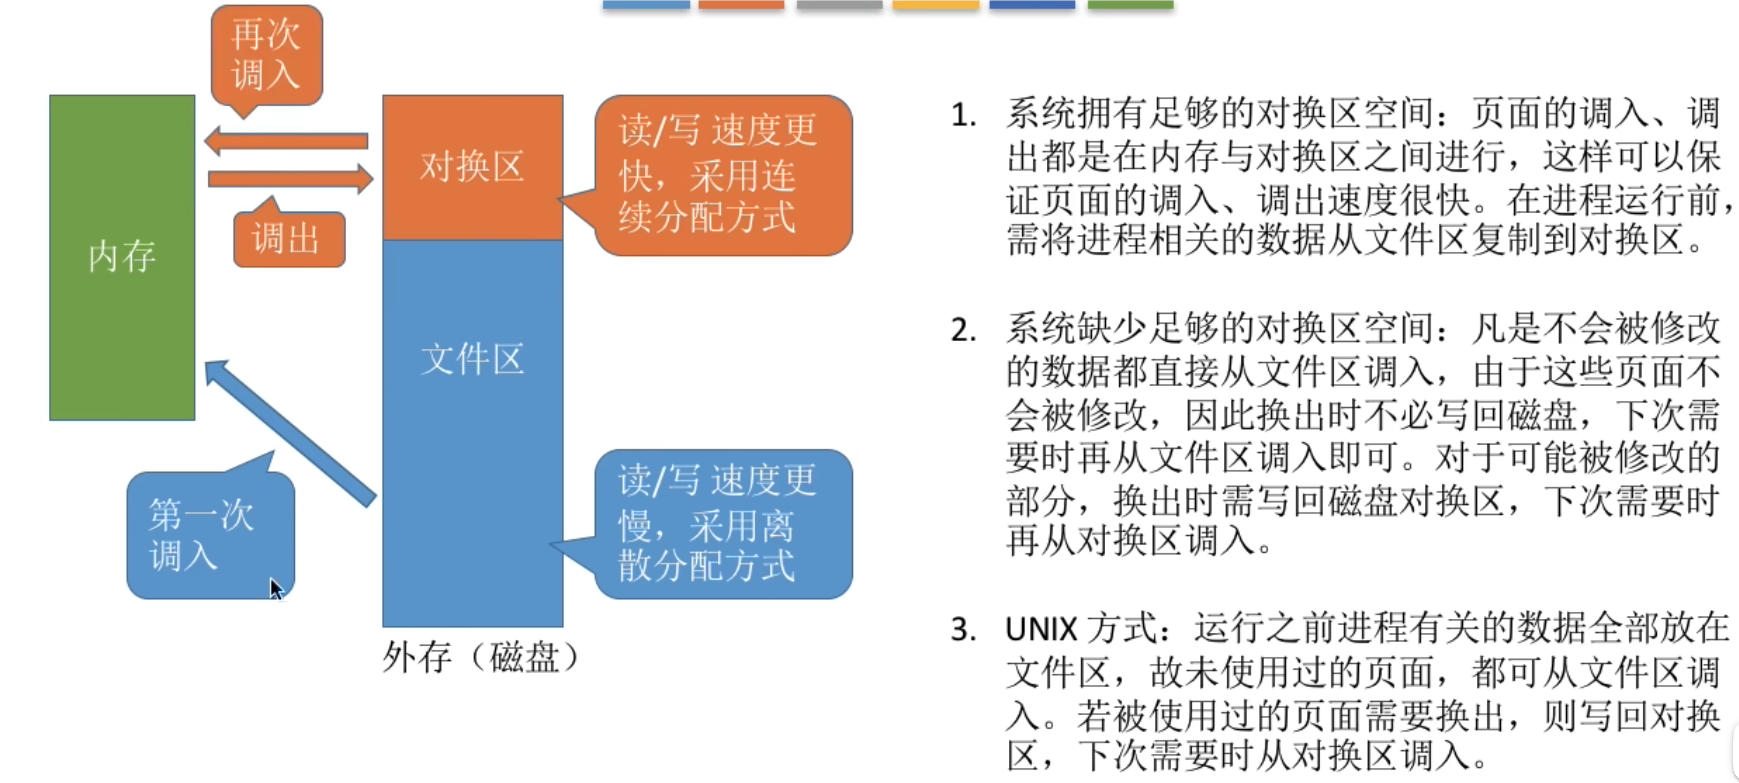 再次
调入
内存
调出
对换区
读/写 速度更
快，采用连
续分配方式
文件区
第一次
调入
读/写 速度更
慢，采用离
散分配方式
外存（磁盘）
1. 系统拥有足够的对换区空间：页面的调入、调
出都是在内存与对换区之间进行，这样可以保
证页面的调入、调出速度很快。在进程运行前，
需将进程相关的数据从文件区复制到对换区。
2. 系统缺少足够的对换区空间：凡是不会被修改
的数据都直接从文件区调入，由于这些页面不
会被修改，因此换出时不必写回磁盘，下次需
要时再从文件区调入即可。对于可能被修改的
部分，换出时需写回磁盘对换区，下次需要时
再从对换区调入。
3. UNIX 方式：运行之前进程有关的数据全部放在
文件区，故未使用过的页面，都可从文件区调
入。若被使用过的页面需要换出，则写回对换
区，下次需要时从对换区调入。